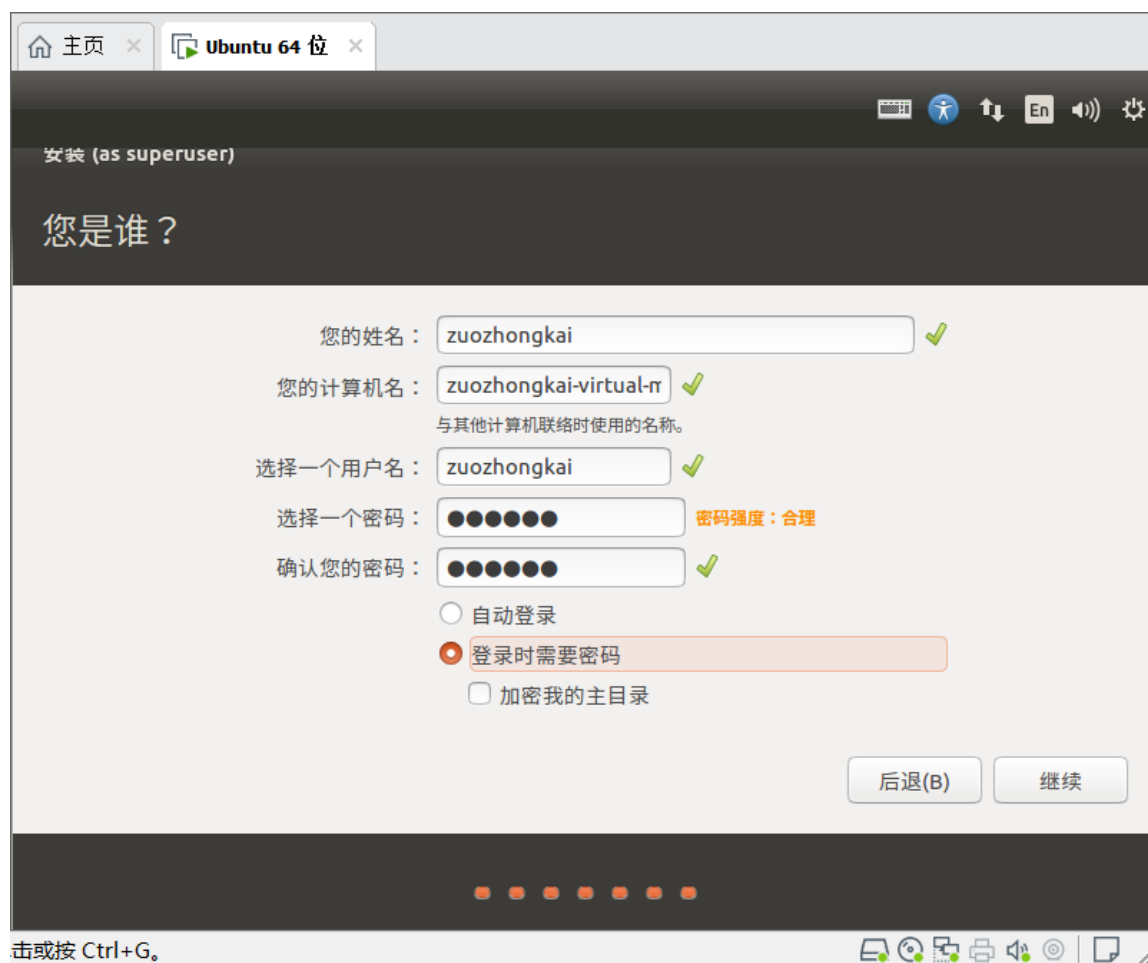 主页
Ubuntu 64 位
En
安装 (as superuser)
您是谁？
您的姓名： zuozhongkai
您的计算机名： zuozhongkai-virtual-m
与其他计算机联络时使用的名称。
选择一个用户名： zuozhongkai
选择一个密码： ●●●●●● 密码强度：合理
确认您的密码： ●●●●●●
自动登录
登录时需要密码
加密我的主目录
后退(B) 继续
击或按 Ctrl+G。